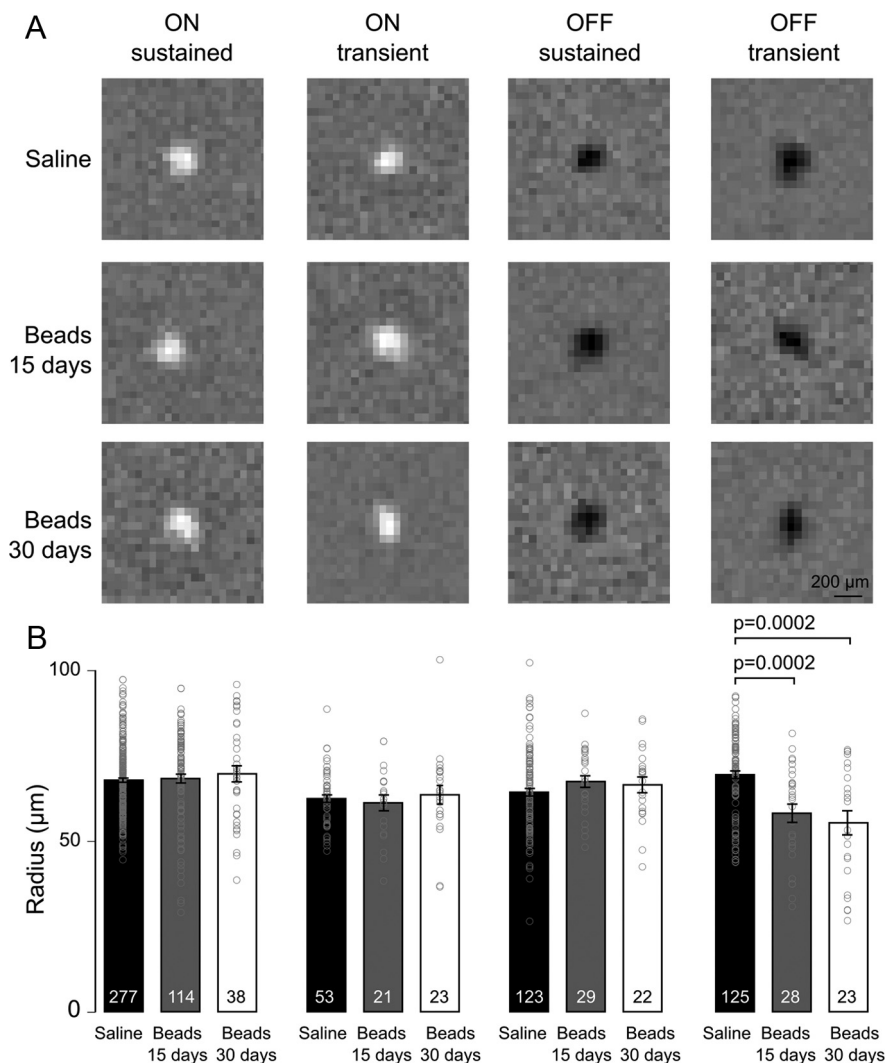 A
ON
sustained
ON
transient
OFF
sustained
OFF
transient
Saline
Beads
15 days
Beads
30 days
200 µm
B
p=0.0002
p=0.0002
100
50
0
Radius (µm)
277
114
38
53
21
23
123
29
22
125
28
23
Saline
Beads
15 days
Beads
30 days
Saline
Beads
15 days
Beads
30 days
Saline
Beads
15 days
Beads
30 days
Saline
Beads
15 days
Beads
30 days